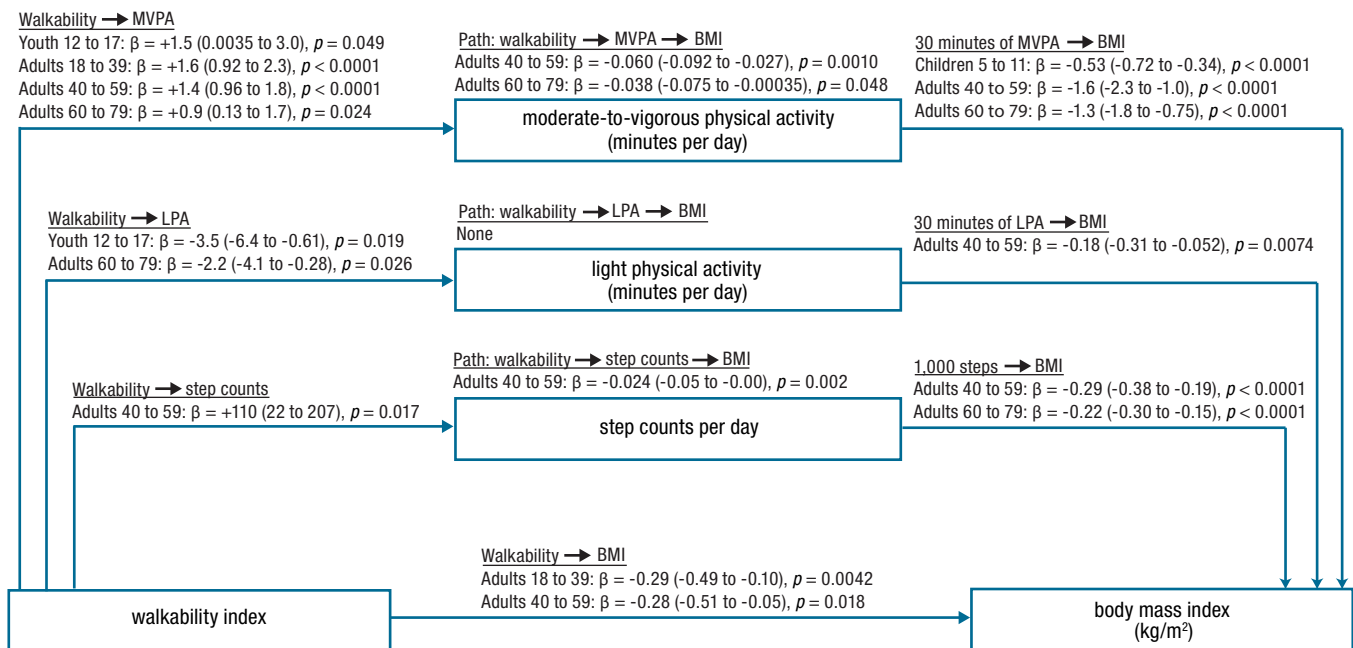 Walkability → MVPA
Youth 12 to 17: β = +1.5 (0.0035 to 3.0), p = 0.049
Adults 18 to 39: β = +1.6 (0.92 to 2.3), p < 0.0001
Adults 40 to 59: β = +1.4 (0.96 to 1.8), p < 0.0001
Adults 60 to 79: β = +0.9 (0.13 to 1.7), p = 0.024
Path: walkability → MVPA → BMI
Adults 40 to 59: β = -0.060 (-0.092 to -0.027), p = 0.0010
Adults 60 to 79: β = -0.038 (-0.075 to -0.00035), p = 0.048
moderate-to-vigorous physical activity
(minutes per day)
30 minutes of MVPA → BMI
Children 5 to 11: β = -0.53 (-0.72 to -0.34), p < 0.0001
Adults 40 to 59: β = -1.6 (-2.3 to -1.0), p < 0.0001
Adults 60 to 79: β = -1.3 (-1.8 to -0.75), p < 0.0001
Walkability → LPA
Youth 12 to 17: β = -3.5 (-6.4 to -0.61), p = 0.019
Adults 60 to 79: β = -2.2 (-4.1 to -0.28), p = 0.026
Path: walkability → LPA → BMI
None
light physical activity
(minutes per day)
30 minutes of LPA → BMI
Adults 40 to 59: β = -0.18 (-0.31 to -0.052), p = 0.0074
Walkability → step counts
Adults 40 to 59: β = +110 (22 to 207), p = 0.017
Path: walkability → step counts → BMI
Adults 40 to 59: β = -0.024 (-0.05 to -0.00), p = 0.002
step counts per day
1,000 steps → BMI
Adults 40 to 59: β = -0.29 (-0.38 to -0.19), p < 0.0001
Adults 60 to 79: β = -0.22 (-0.30 to -0.15), p < 0.0001
Walkability → BMI
Adults 18 to 39: β = -0.29 (-0.49 to -0.10), p = 0.0042
Adults 40 to 59: β = -0.28 (-0.51 to -0.05), p = 0.018
walkability index
body mass index
(kg/m²)